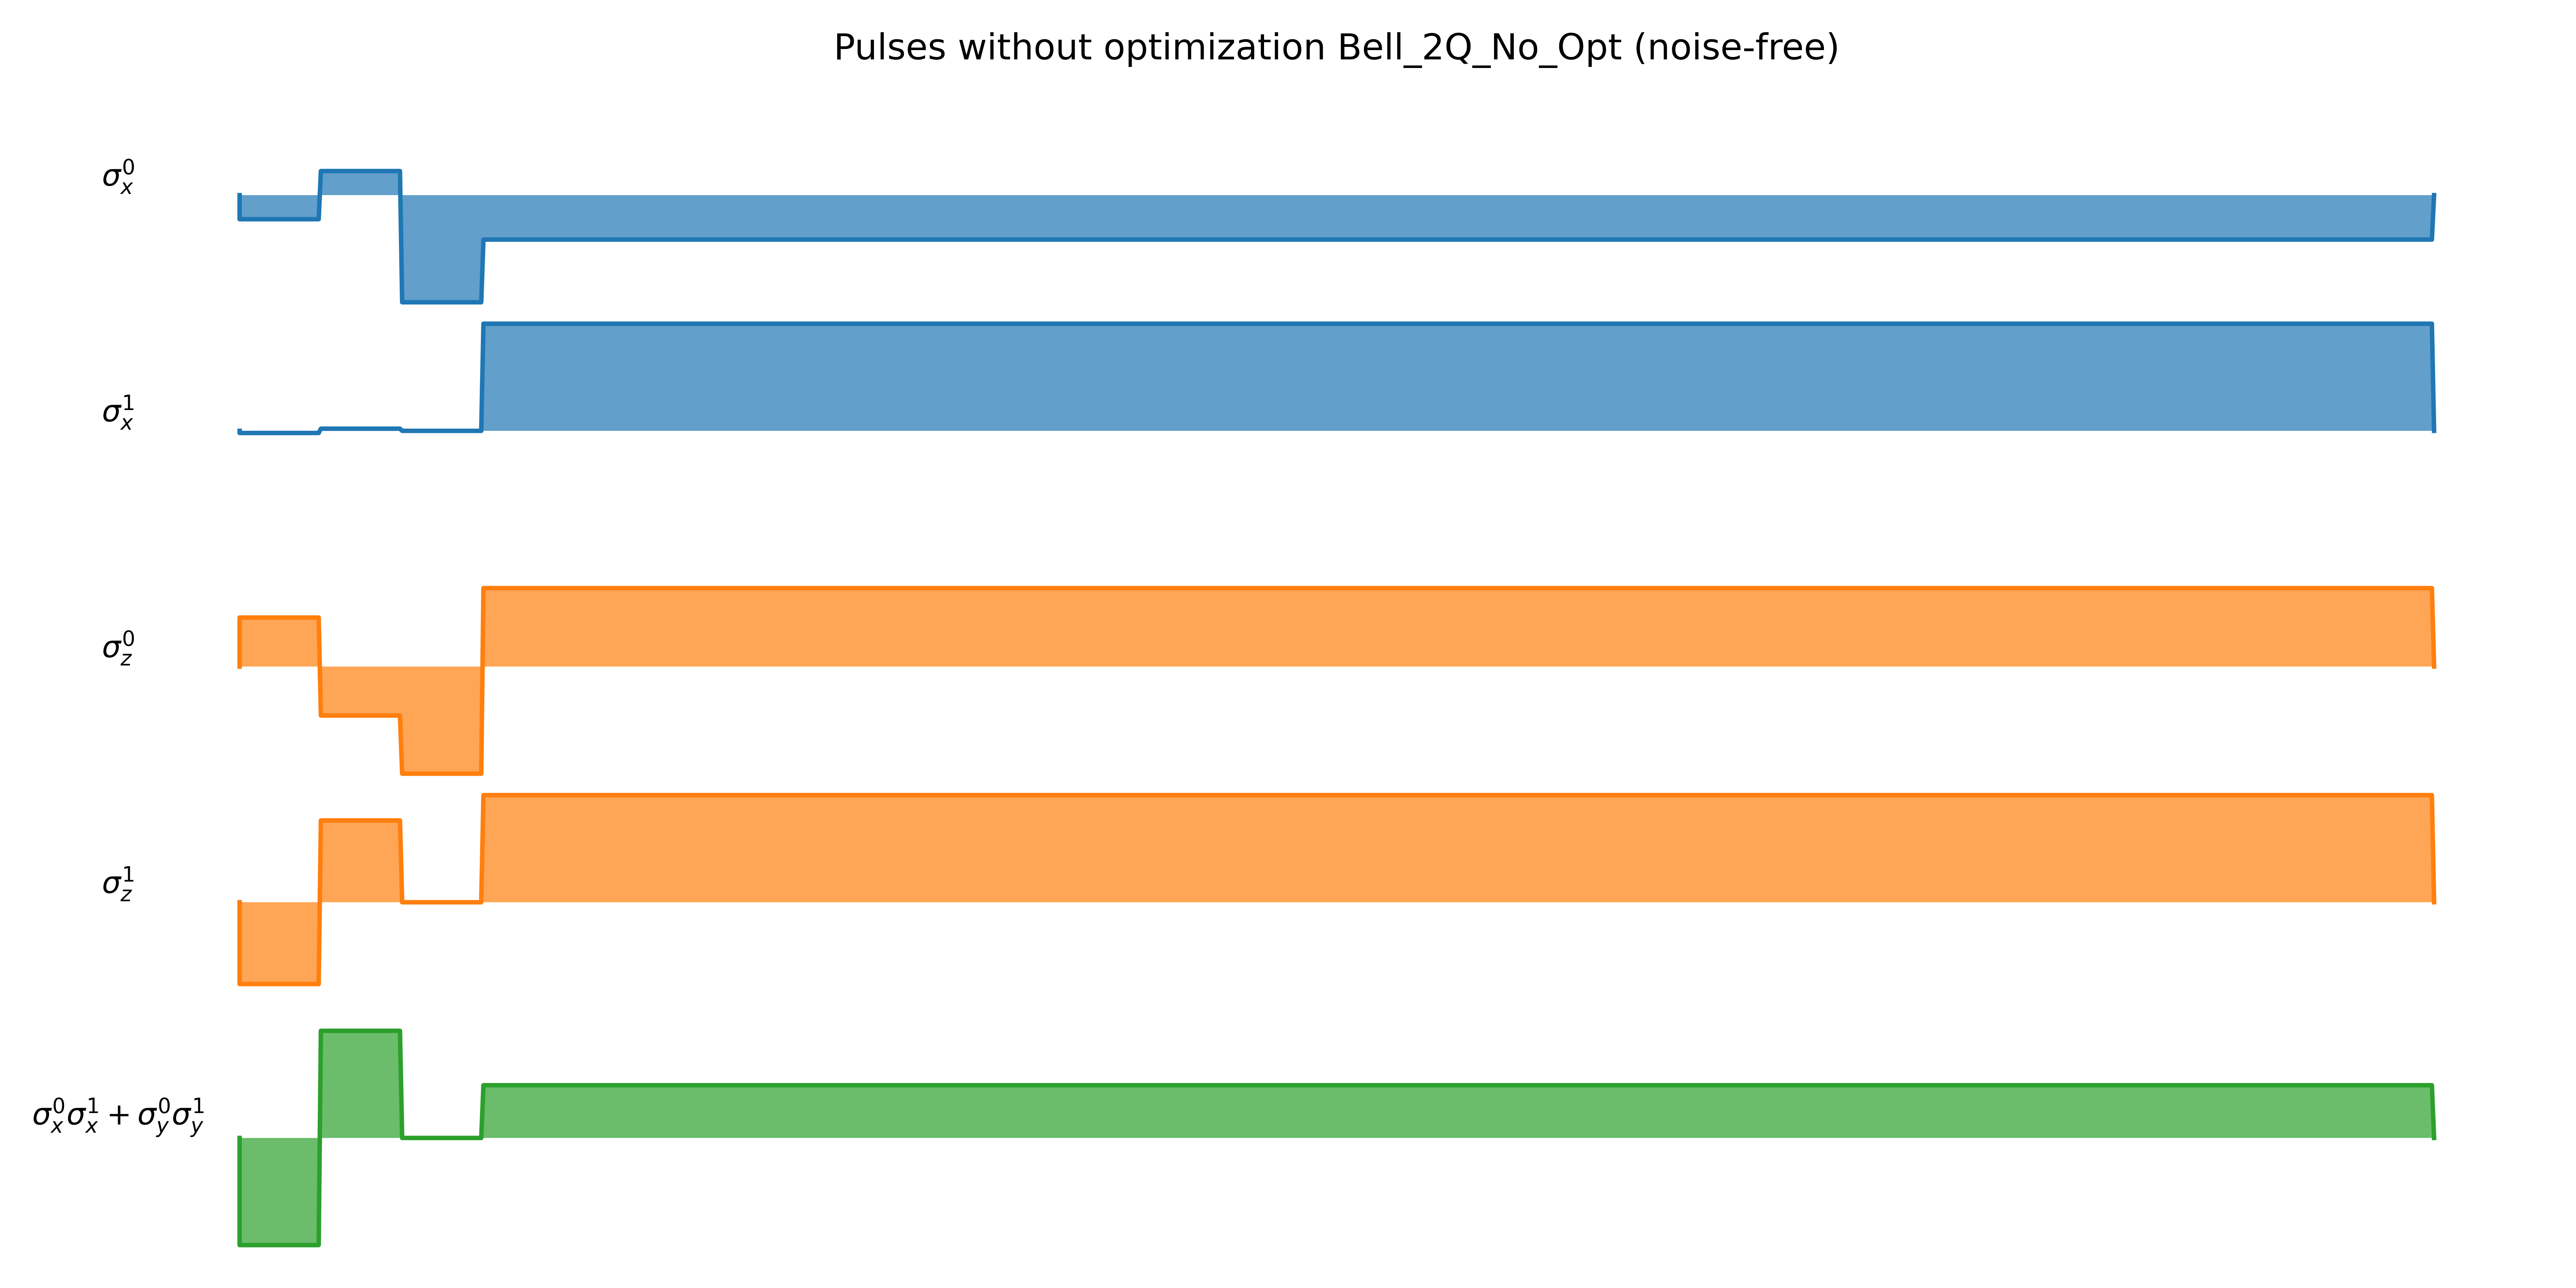 Pulses without optimization Bell_2Q_No_Opt (noise-free)
σ_x^0
σ_x^1
σ_z^0
σ_z^1
σ_x^0σ_x^1 + σ_y^0σ_y^1